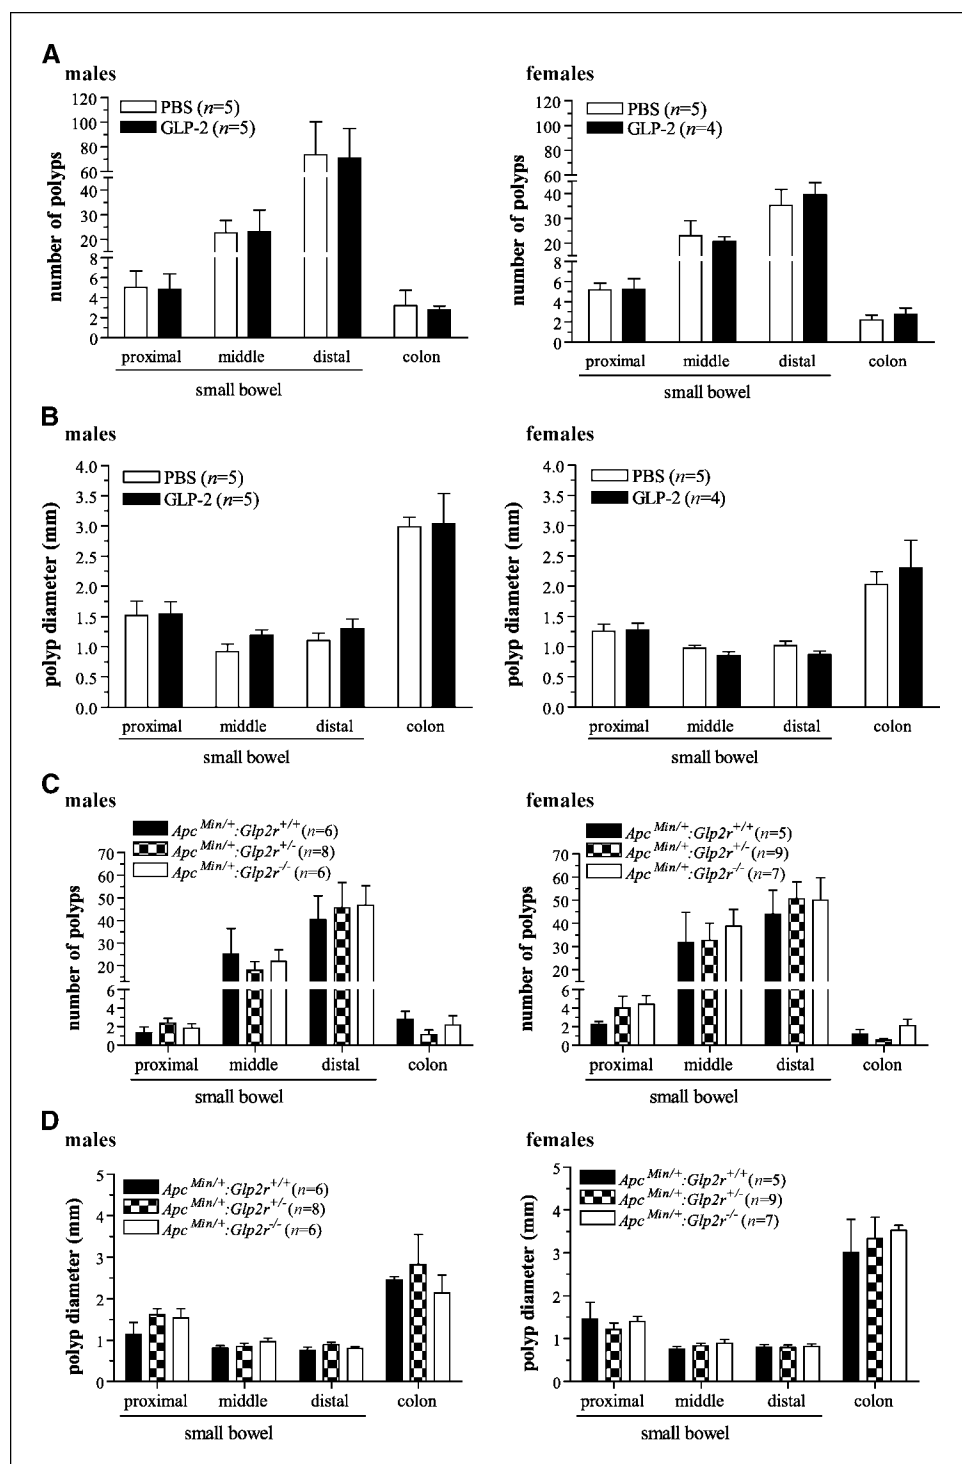 A
males
females
number of polyps
120
100
80
60
40
30
20
8
6
4
2
0
PBS (n=5)
GLP-2 (n=5)
proximal middle distal colon
small bowel
number of polyps
120
100
80
60
40
30
20
8
6
4
2
0
PBS (n=5)
GLP-2 (n=4)
proximal middle distal colon
small bowel
B
males
females
polyp diameter (mm)
4.0
3.5
3.0
2.5
2.0
1.5
1.0
0.5
0.0
PBS (n=5)
GLP-2 (n=5)
proximal middle distal colon
small bowel
polyp diameter (mm)
4.0
3.5
3.0
2.5
2.0
1.5
1.0
0.5
0.0
PBS (n=5)
GLP-2 (n=4)
proximal middle distal colon
small bowel
C
males
females
number of polyps
70
60
50
40
30
20
6
4
2
0
Apc Min/+:Glp2r+/+ (n=6)
Apc Min/+:Glp2r+/- (n=8)
Apc Min/+:Glp2r-/- (n=6)
proximal middle distal colon
small bowel
number of polyps
70
60
50
40
30
20
10
6
4
2
0
Apc Min/+:Glp2r+/+ (n=5)
Apc Min/+:Glp2r+/- (n=9)
Apc Min/+:Glp2r-/- (n=7)
proximal middle distal colon
small bowel
D
males
females
polyp diameter (mm)
5
4
3
2
1
0
Apc Min/+:Glp2r+/+ (n=6)
Apc Min/+:Glp2r+/- (n=8)
Apc Min/+:Glp2r-/- (n=6)
proximal middle distal colon
small bowel
polyp diameter (mm)
5
4
3
2
1
0
Apc Min/+:Glp2r+/+ (n=5)
Apc Min/+:Glp2r+/- (n=9)
Apc Min/+:Glp2r-/- (n=7)
proximal middle distal colon
small bowel